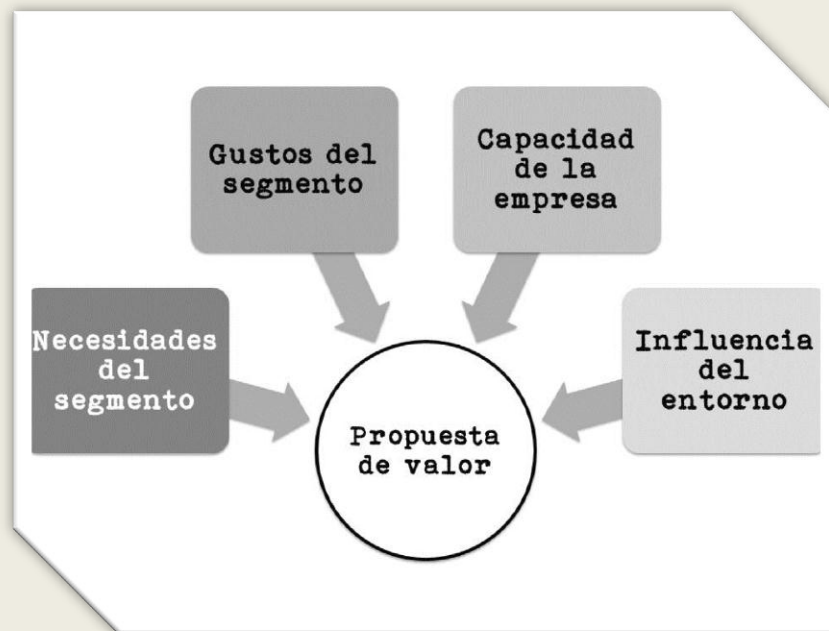 Gustos del
segmento
Capacidad
de la
empresa
Necesidades
del
segmento
Influencia
del
entorno
Propuesta
de valor